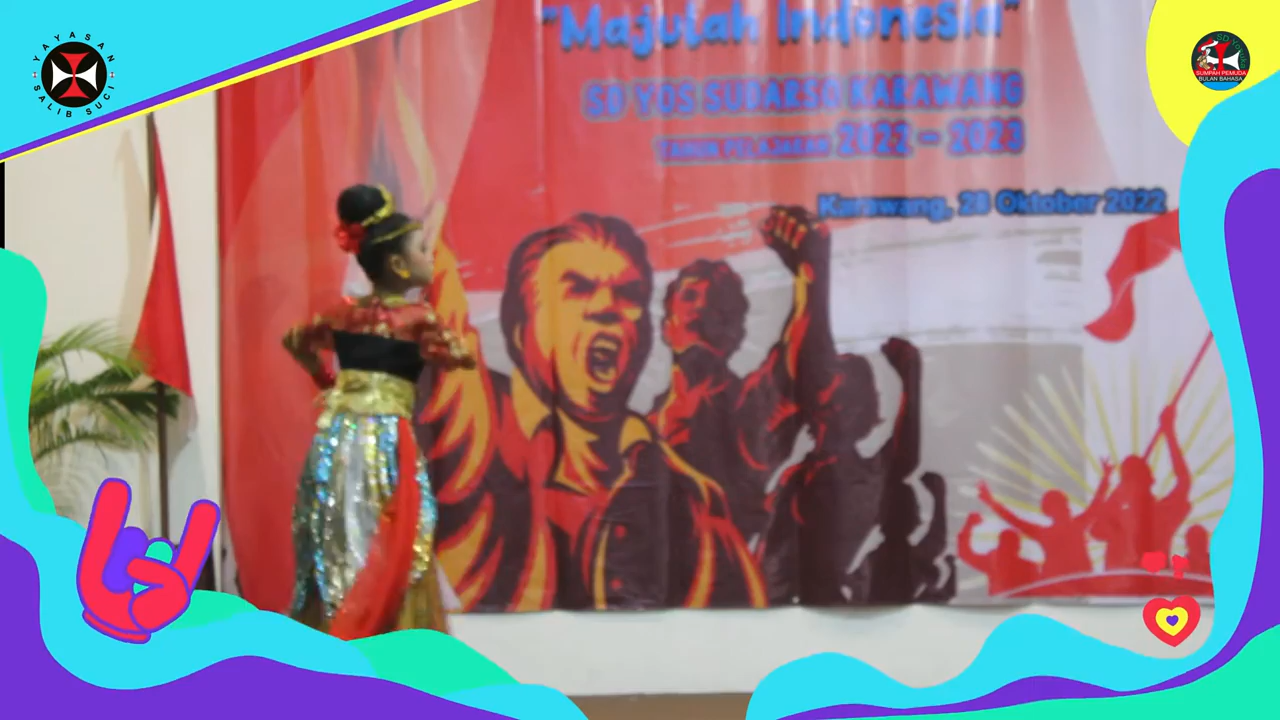 YAYASAN
SALIB SUCI
SUMPAH PEMUDA
BULAN BAHASA
"Majulah Indonesia"
SD YOS SUDARSO KARAWANG
TAHUN PELAJARAN 2022 - 2023
Karawang, 28 Oktober 2022